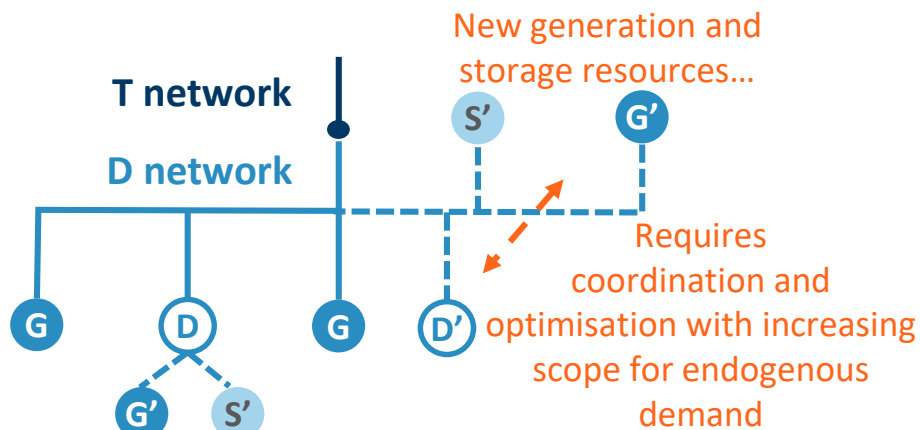 New generation and
storage resources…
T network
S’
G’
D network
Requires
coordination and
optimisation with increasing
scope for endogenous
demand
G
D
G
D’
G’
S’